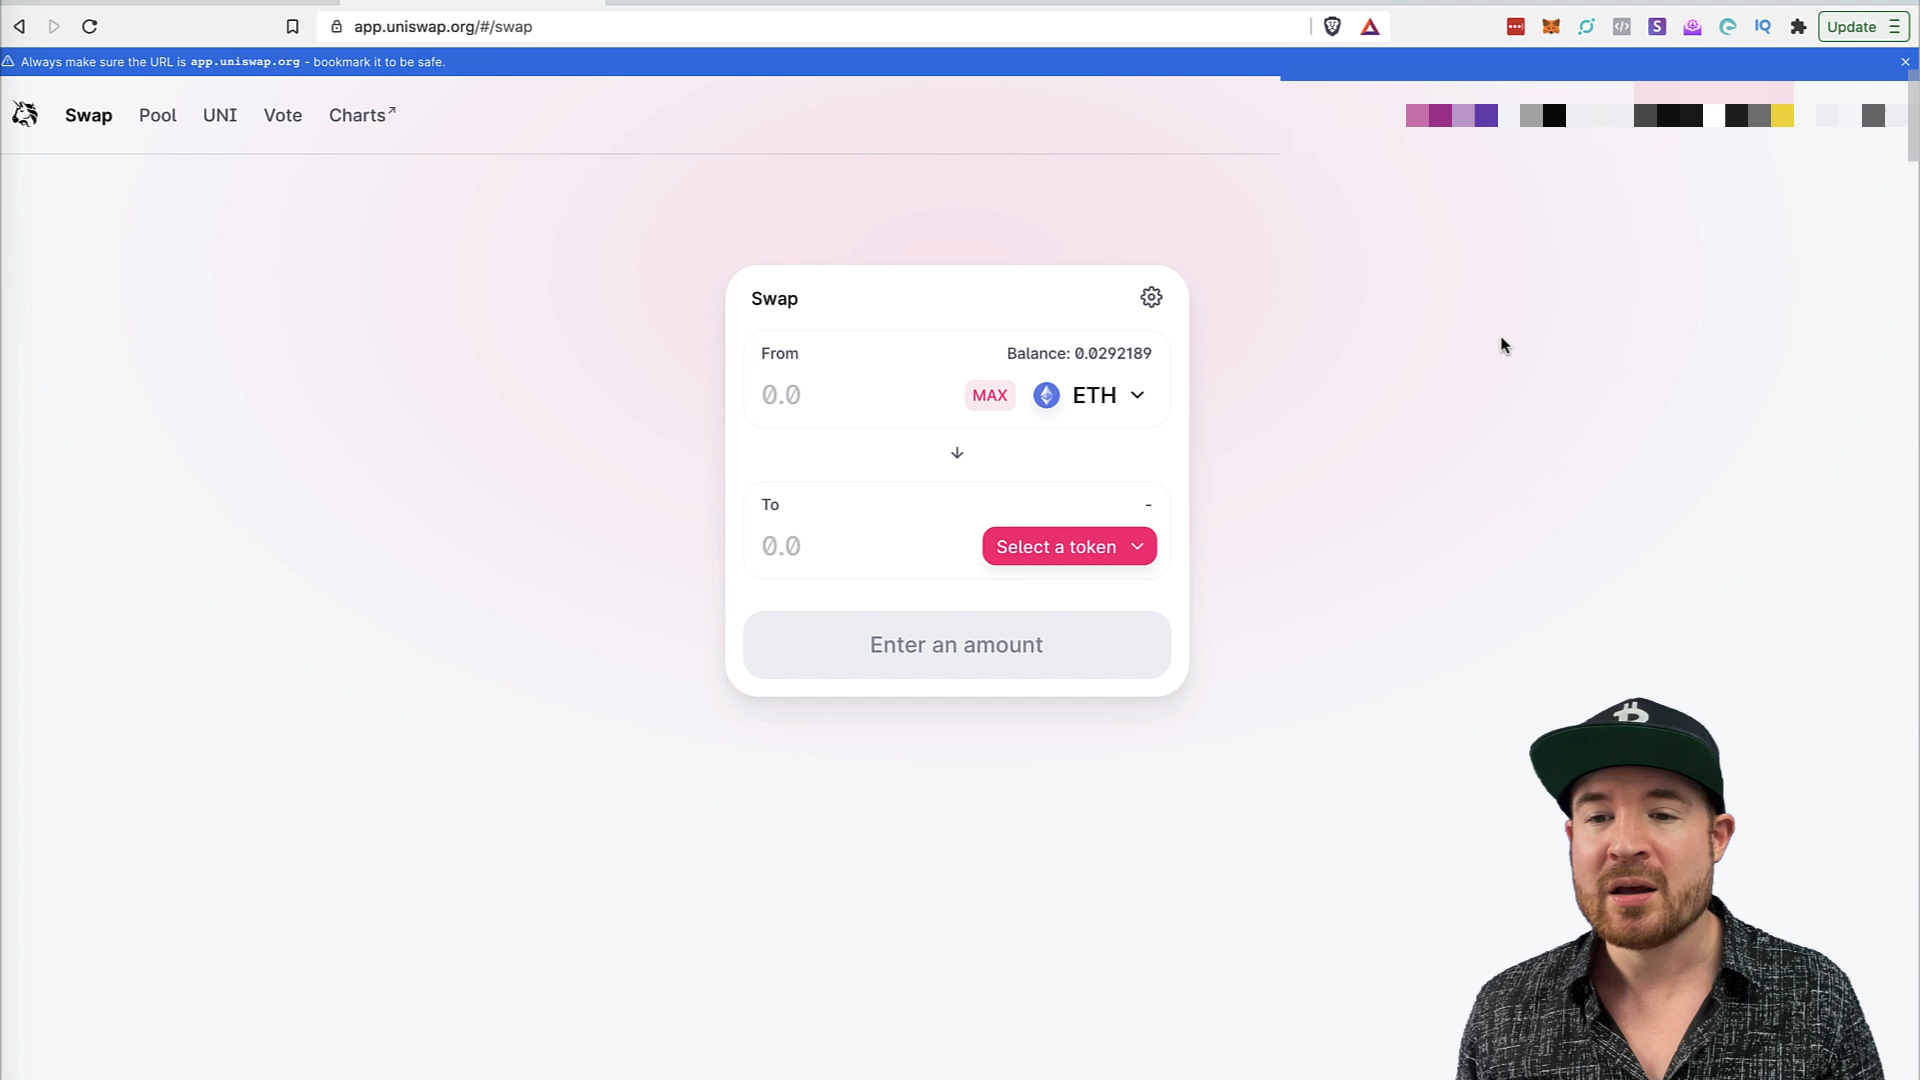 app.uniswap.org/#/swap
Update
Always make sure the URL is app.uniswap.org - bookmark it to be safe.
Swap
Pool
UNI
Vote
Charts↗
Swap
From
Balance: 0.0292189
0.0
MAX
ETH
To
-
0.0
Select a token
Enter an amount